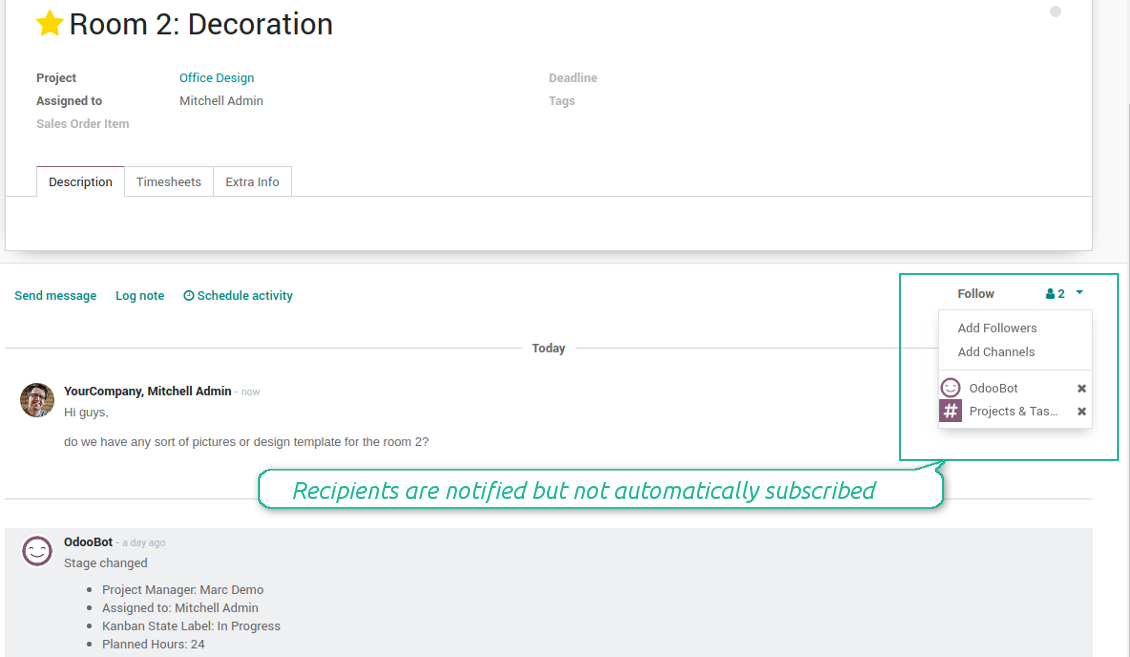 Room 2: Decoration
Project Office Design Deadline
Assigned to Mitchell Admin Tags
Sales Order Item
Description Timesheets Extra Info
Send message Log note Schedule activity Follow 2
Add Followers
Today
Add Channels
OdooBot
YourCompany, Mitchell Admin - now
Hi guys,
Projects & Tas...
do we have any sort of pictures or design template for the room 2?
Recipients are notified but not automatically subscribed
OdooBot - a day ago
Stage changed
Project Manager: Marc Demo
Assigned to: Mitchell Admin
Kanban State Label: In Progress
Planned Hours: 24